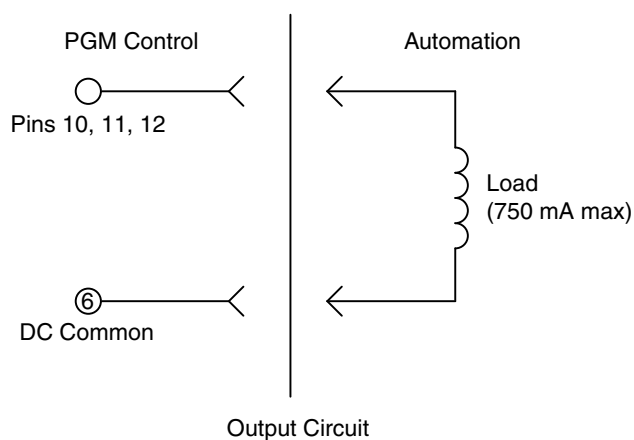 PGM Control
Automation
Pins 10, 11, 12
Load
(750 mA max)
6
DC Common
Output Circuit